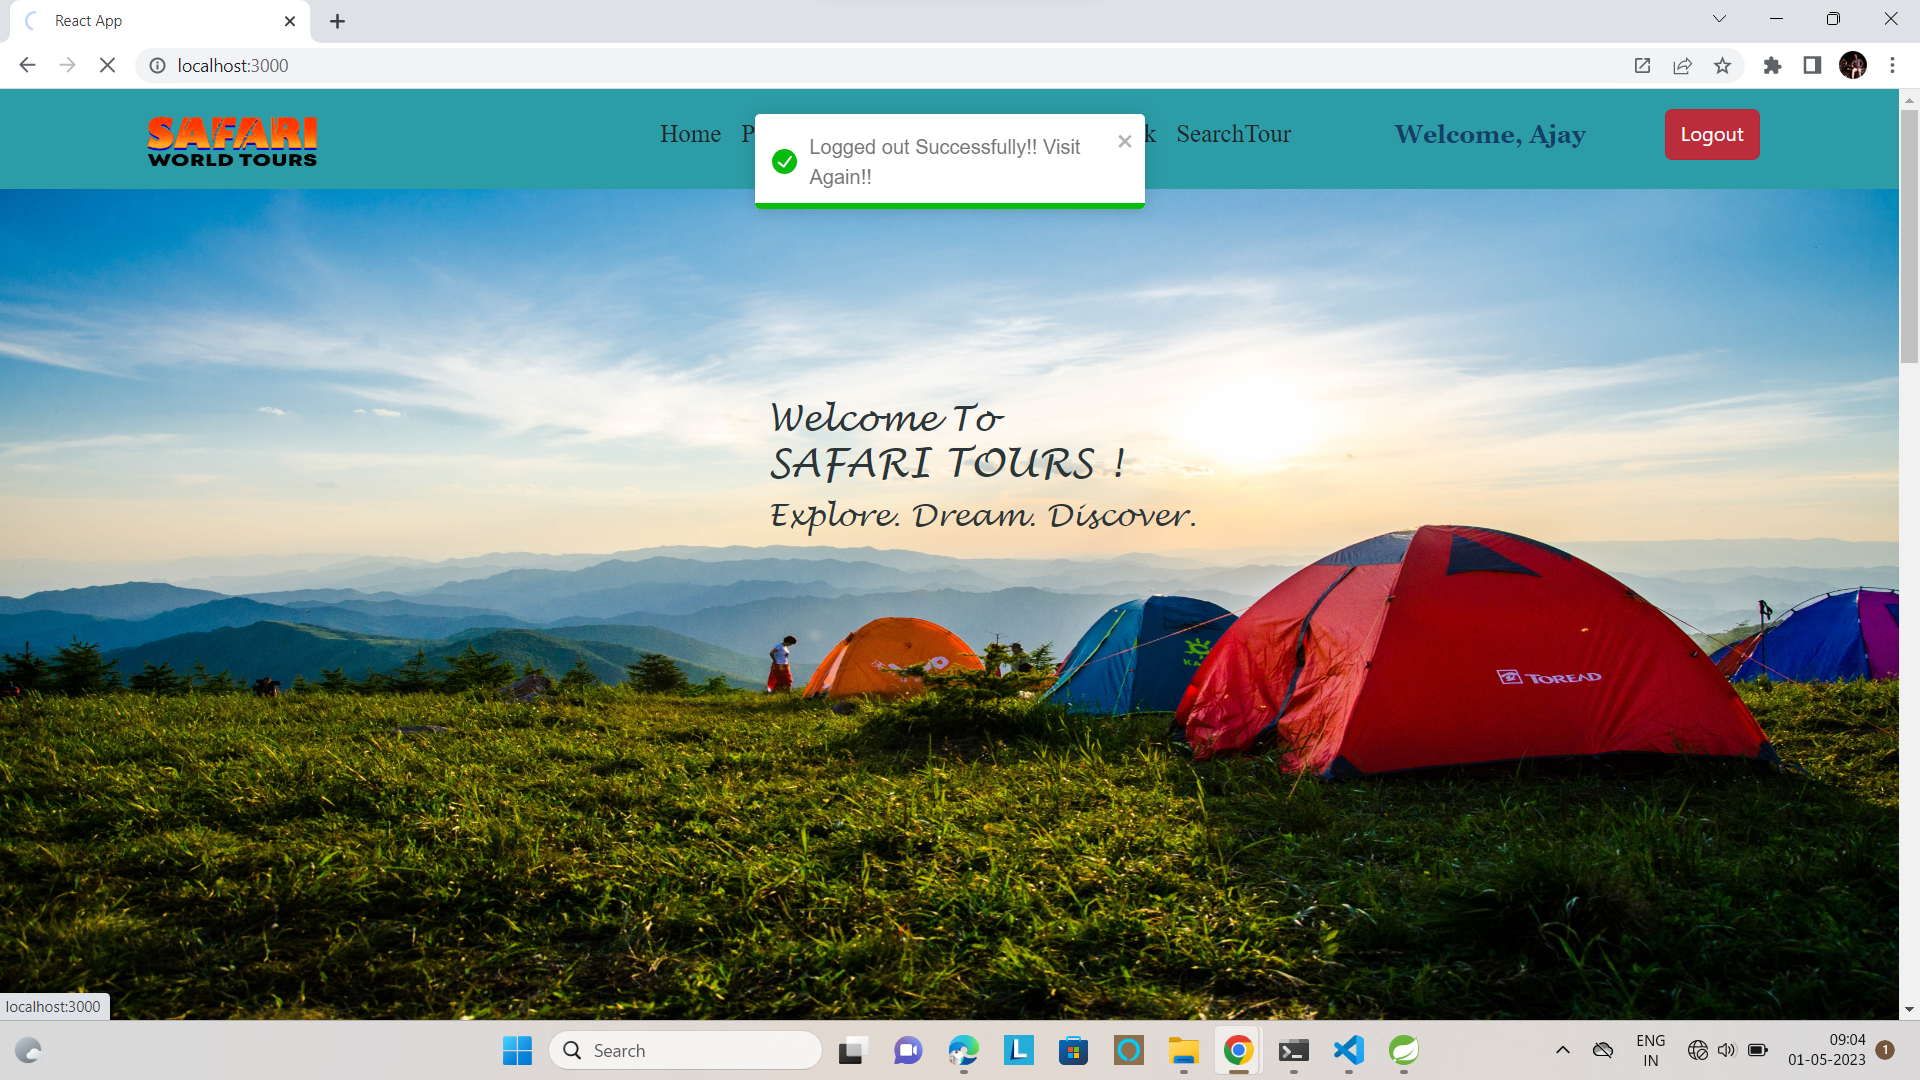 React App
localhost:3000
SAFARI
WORLD TOURS
Home P k SearchTour Welcome, Ajay Logout
Logged out Successfully!! Visit
Again!!
Welcome To
SAFARI TOURS !
Explore. Dream. Discover.
TOREAD
localhost:3000
Search
ENG
IN
09:04
01-05-2023
1